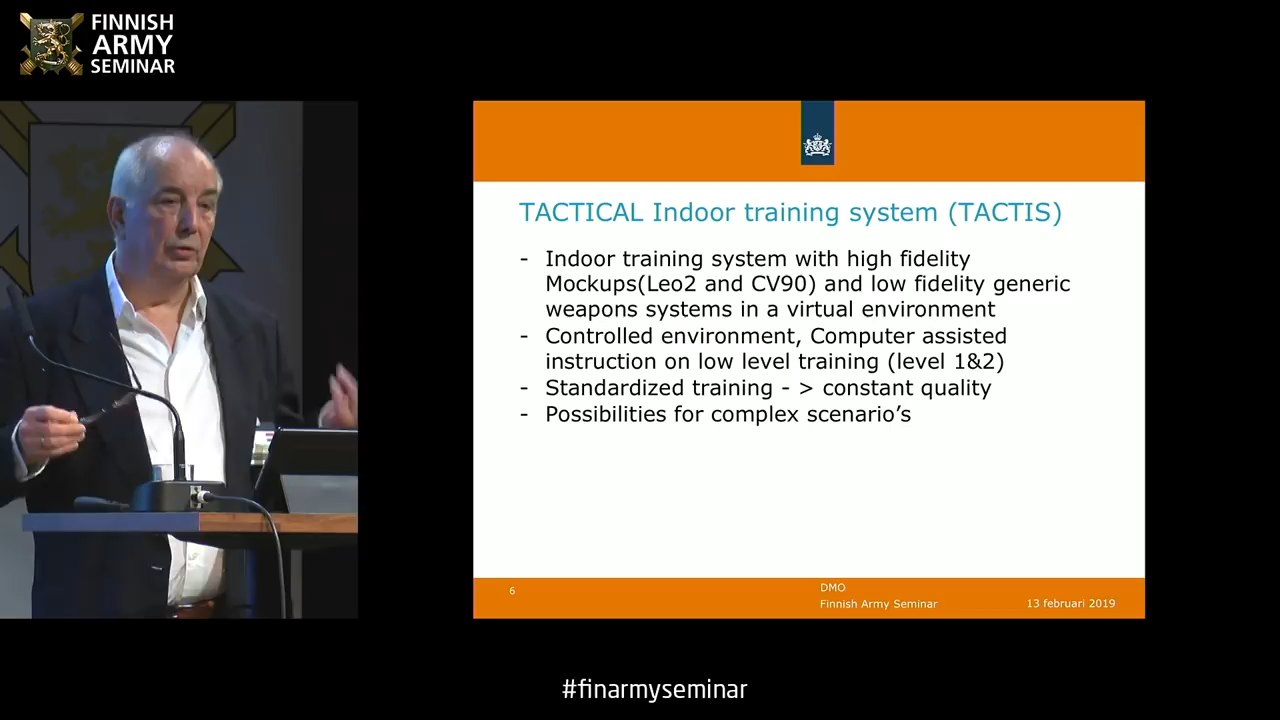 FINNISH
ARMY
SEMINAR
TACTICAL Indoor training system (TACTIS)
- Indoor training system with high fidelity
Mockups(Leo2 and CV90) and low fidelity generic
weapons systems in a virtual environment
- Controlled environment, Computer assisted
instruction on low level training (level 1&2)
- Standardized training - > constant quality
- Possibilities for complex scenario’s
6
DMO
Finnish Army Seminar
13 februari 2019
#finarmyseminar